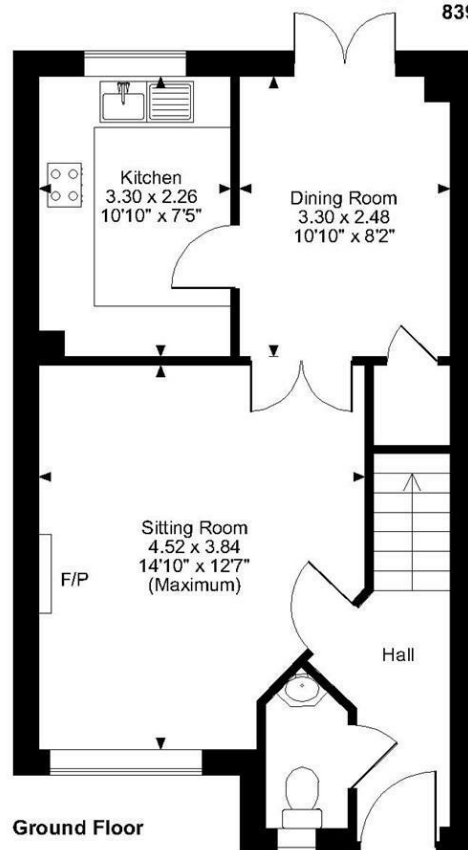 839
Kitchen
3.30 x 2.26
10'10" x 7'5"
Dining Room
3.30 x 2.48
10'10" x 8'2"
Sitting Room
4.52 x 3.84
14'10" x 12'7"
(Maximum)
F/P
Hall
Ground Floor